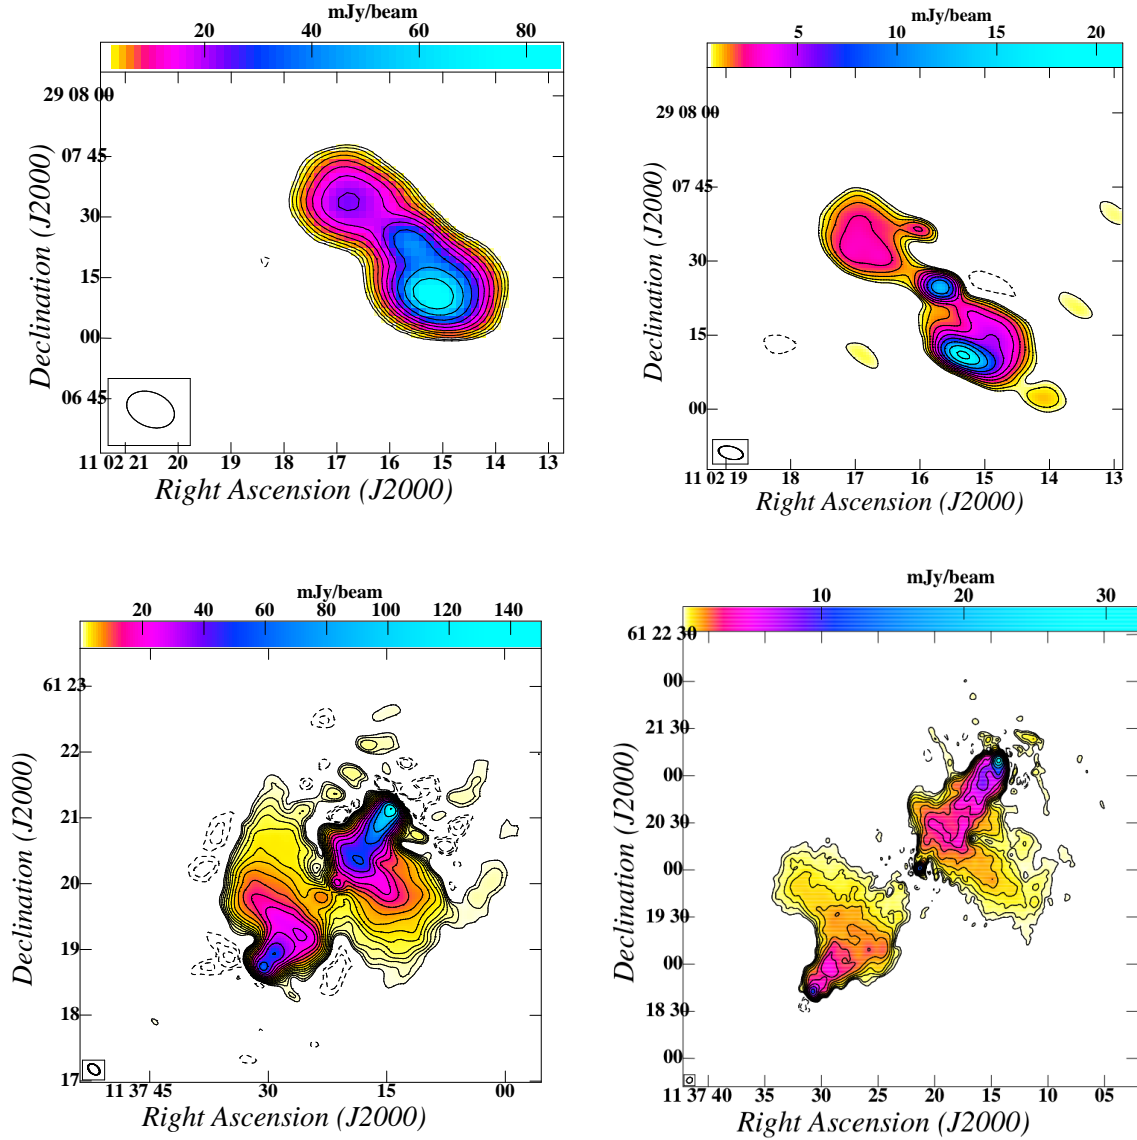 mJy/beam
20 40 60 80
29 08 00
07 45
30
15
00
06 45
11 02 21 20 19 18 17 16 15 14 13
Right Ascension (J2000)
Declination (J2000)
mJy/beam
5 10 15 20
29 08 00
07 45
30
15
00
11 02 19 18 17 16 15 14 13
Right Ascension (J2000)
Declination (J2000)
mJy/beam
20 40 60 80 100 120 140
61 23
22
21
20
19
18
17
11 37 45 30 15 00
Right Ascension (J2000)
Declination (J2000)
mJy/beam
10 20 30
61 22 30
00
21 30
00
20 30
00
19 30
00
18 30
00
11 37 40 35 30 25 20 15 10 05
Right Ascension (J2000)
Declination (J2000)